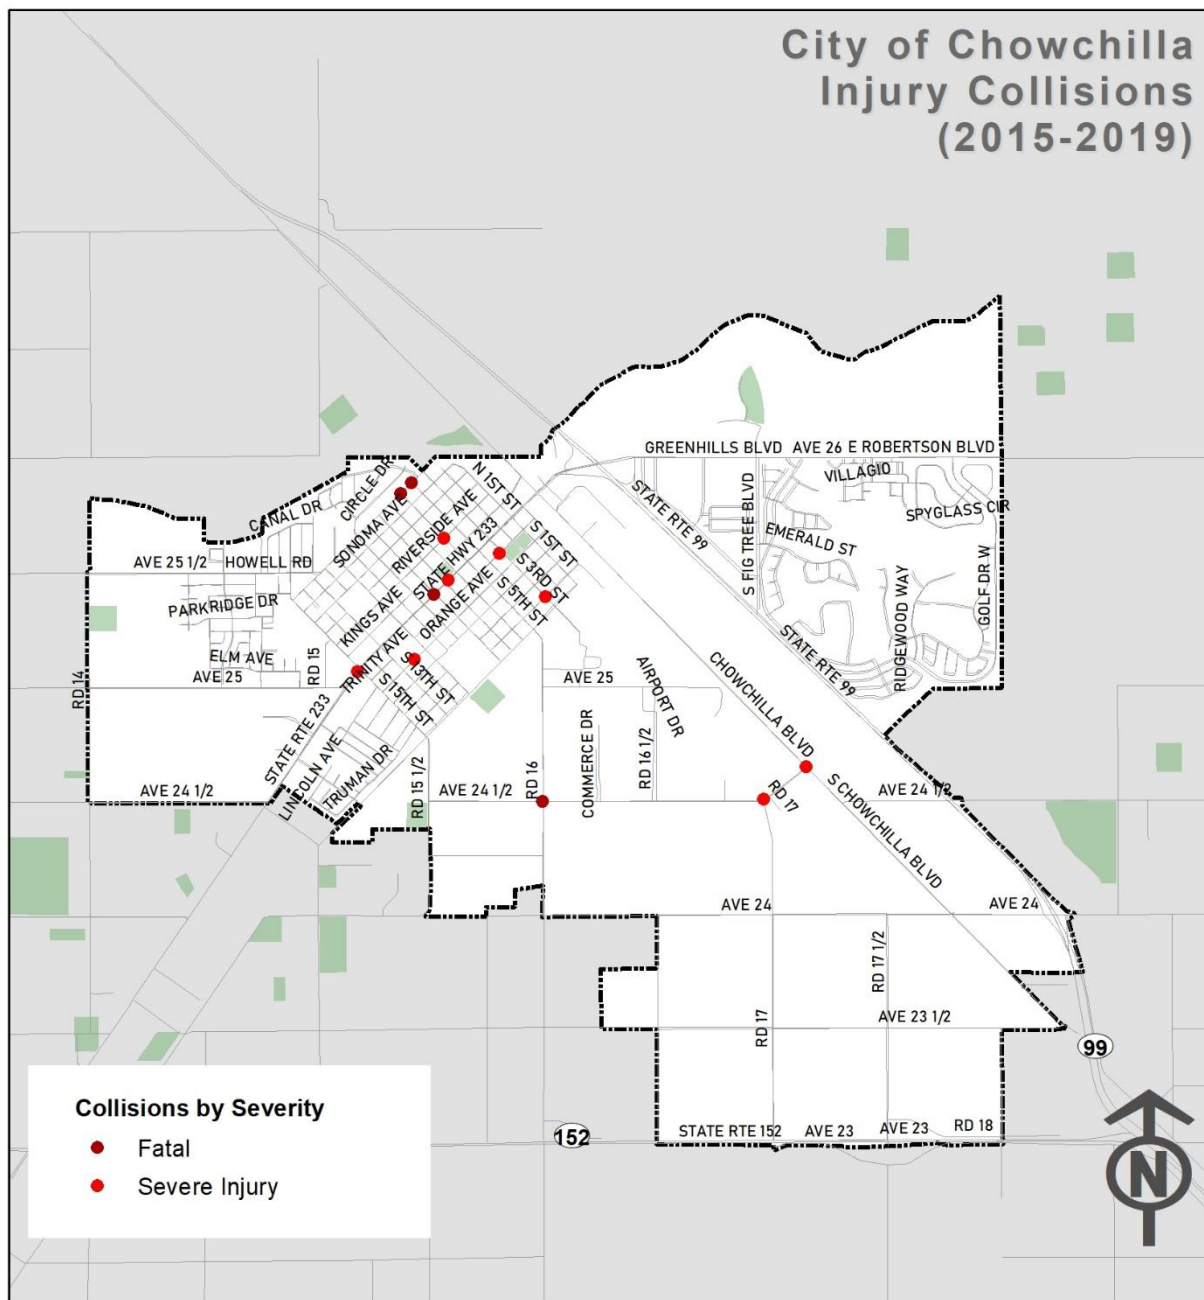 City of Chowchilla
Injury Collisions
(2015-2019)
GREENHILLS BLVD
AVE 26 E ROBERTSON BLVD
VILLAGIO
SPYGLASS CIR
N 1ST ST
STATE RTE 99
S FIG TREE BLVD
EMERALD ST
CIRCLE DR
CANAL DR
SONOMA AVE
RIVERSIDE AVE
STATE HWY 233
S 1ST ST
S 3RD ST
S 5TH ST
AVE 25 1/2
HOWELL RD
PARKRIDGE DR
KINGS AVE
ORANGE AVE
RIDGEWOOD WAY
GOLF DR W
ELM AVE
AVE 25
RD 15
TRINITY AVE
S 13TH ST
S 15TH ST
RD 14
STATE RTE 99
AVE 25
AIRPORT DR
CHOWCHILLA BLVD
STATE RTE 233
LINCOLN AVE
TRUMAN DR
AVE 24 1/2
RD 15 1/2
AVE 24 1/2
RD 16
COMMERCE DR
RD 16 1/2
RD 17
S CHOWCHILLA BLVD
AVE 24 1/2
AVE 24
AVE 24
RD 17 1/2
RD 17
AVE 23 1/2
99
Collisions by Severity
Fatal
Severe Injury
152
STATE RTE 152
AVE 23
AVE 23
RD 18
N